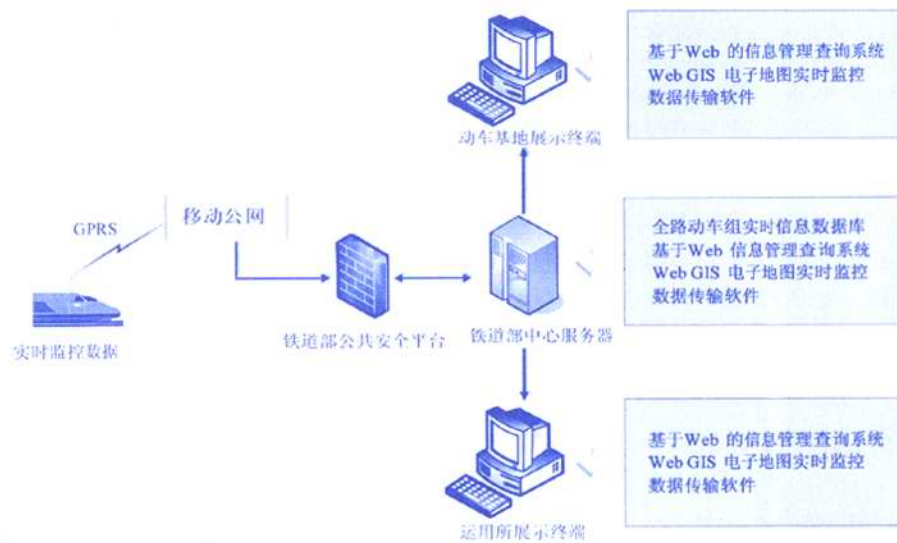 基于Web 的信息管理查询系统
Web GIS 电子地图实时监控
数据传输软件
动车基地展示终端
移动公网
GPRS
全路动车组实时信息数据库
基于Web 信息管理查询系统
Web GIS 电子地图实时监控
数据传输软件
铁道部公共安全平台
铁道部中心服务器
实时监控数据
基于Web 的信息管理查询系统
Web GIS 电子地图实时监控
数据传输软件
运用所展示终端